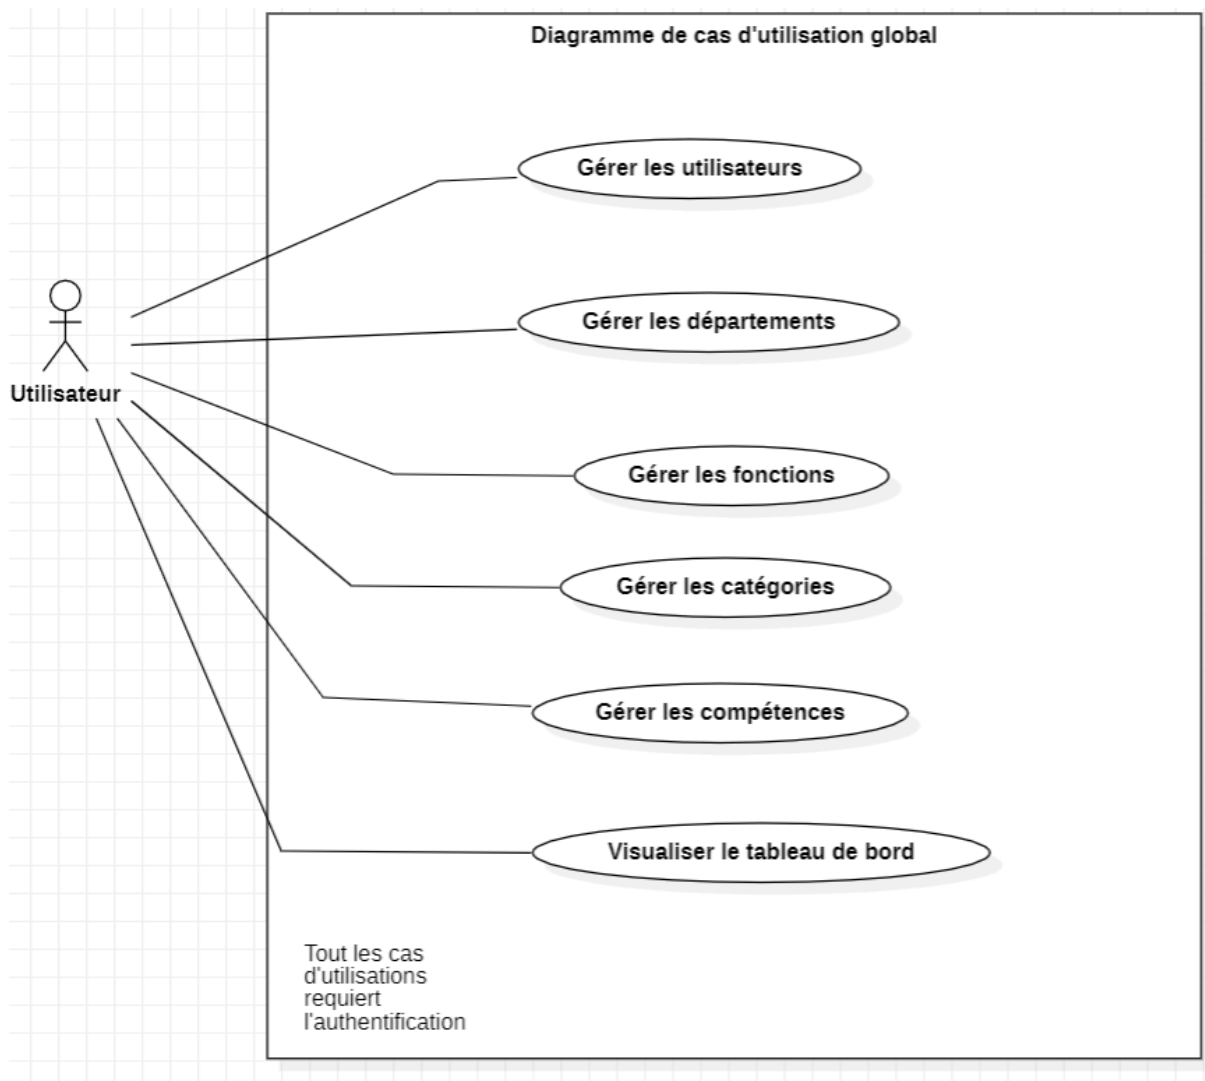 Diagramme de cas d'utilisation global
Gérer les utilisateurs
Gérer les départements
Utilisateur
Gérer les fonctions
Gérer les catégories
Gérer les compétences
Visualiser le tableau de bord
Tout les cas
d'utilisations
requiert
l'authentification